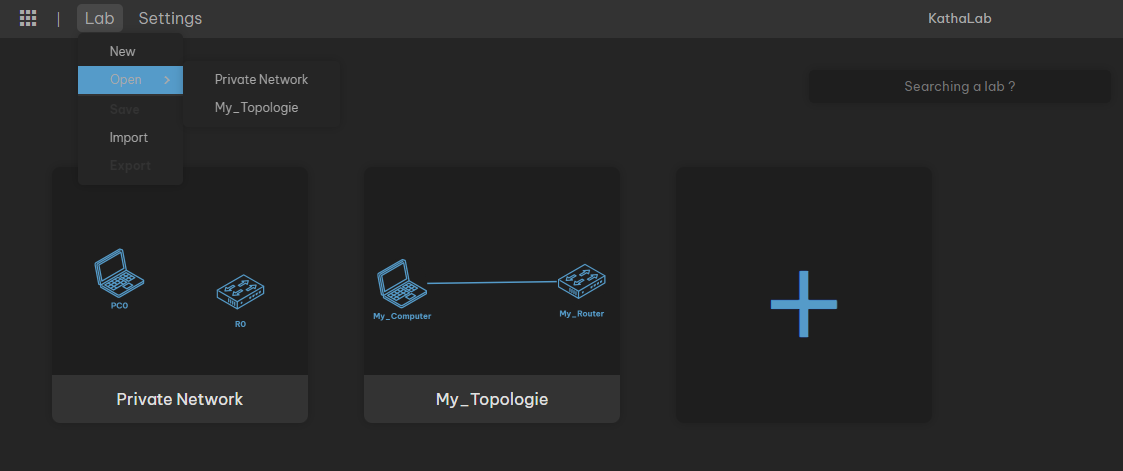 Lab Settings KathaLab
New
Open > Private Network
Save My_Topologie
Import
Export
Searching a lab ?
PC0
R0
My_Computer
My_Router
Private Network
My_Topologie